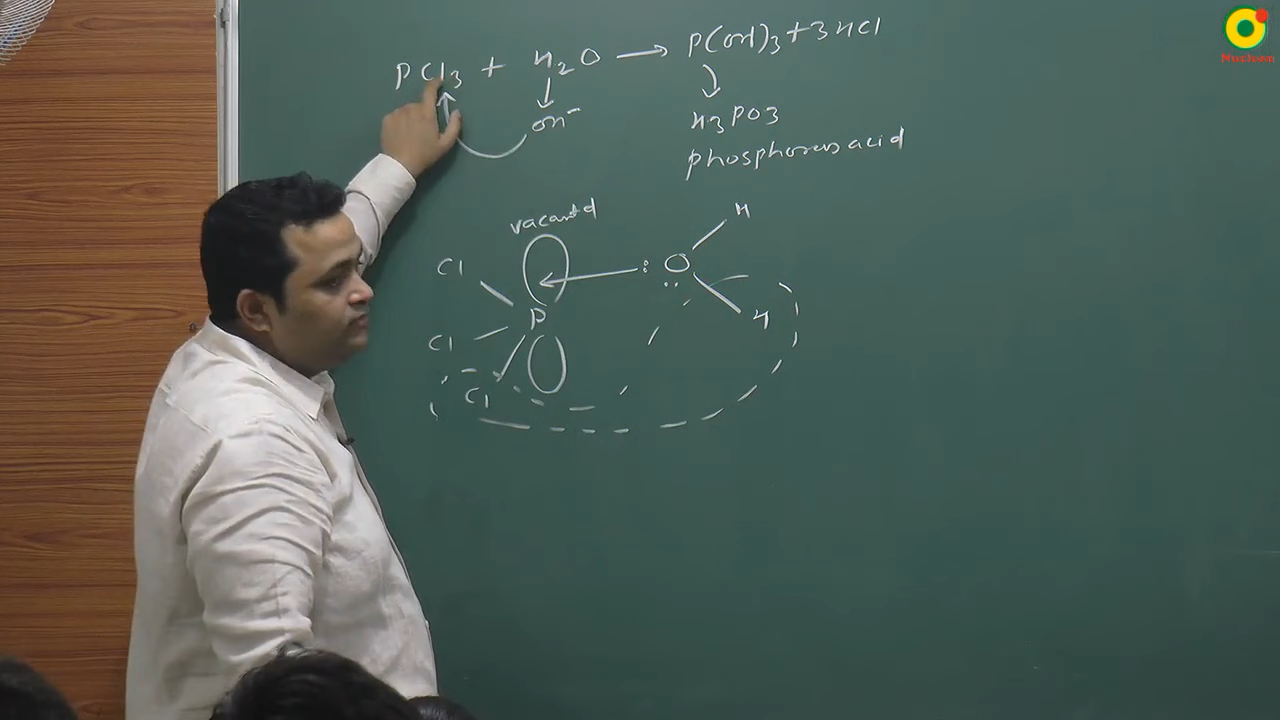 PCl3 + H2O → P(OH)3 + 3HCl
OH⁻
H3PO3
phosphorous acid
vacant d
H
Cl
: O
P
H
Cl
Cl